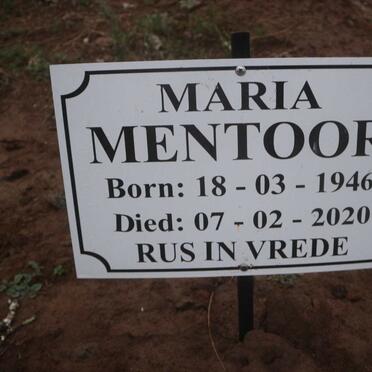 MARIA
MENTOOR
Born: 18 - 03 - 1946
Died: 07 - 02 - 2020
RUS IN VREDE